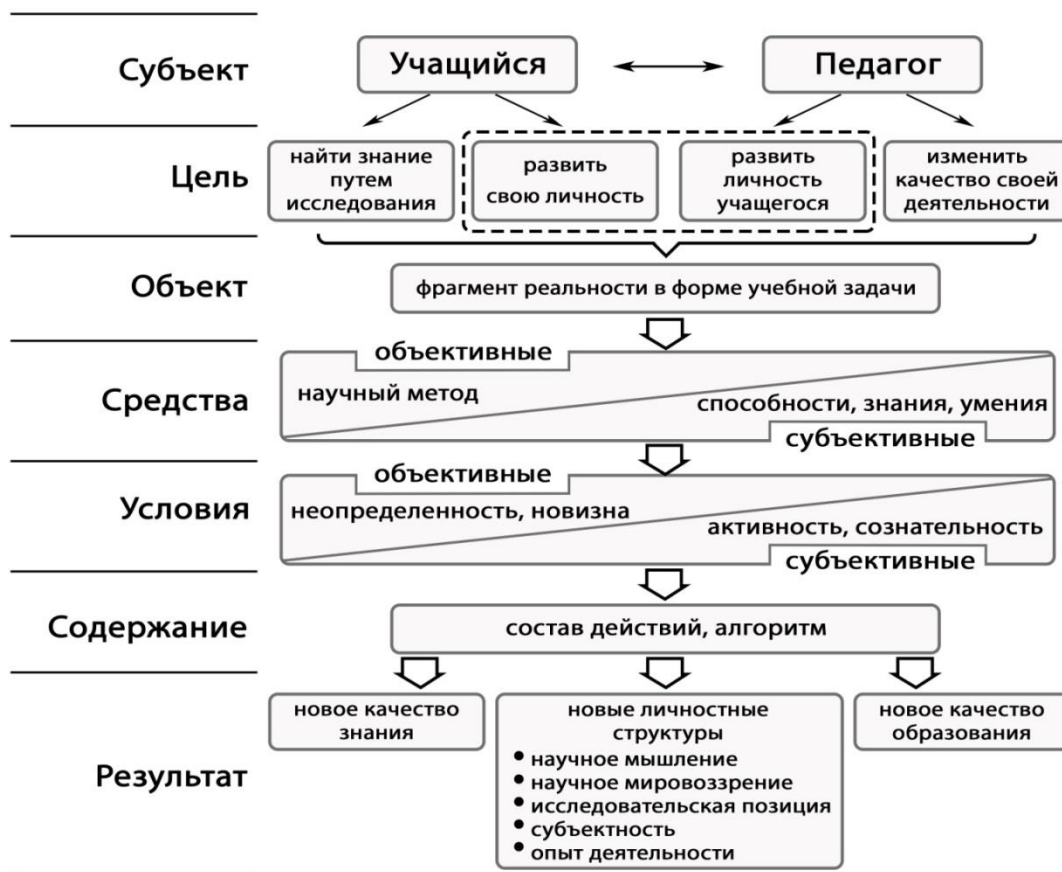 Субъект
Учащийся
Педагог
Цель
найти знание
путем
исследования
развить
свою личность
развить
личность
учащегося
изменить
качество своей
деятельности
Объект
фрагмент реальности в форме учебной задачи
Средства
объективные
научный метод
способности, знания, умения
субъективные
Условия
объективные
неопределенность, новизна
активность, сознательность
субъективные
Содержание
состав действий, алгоритм
Результат
новое качество
знания
новые личностные
структуры
• научное мышление
• научное мировоззрение
• исследовательская позиция
• субъектность
• опыт деятельности
новое качество
образования